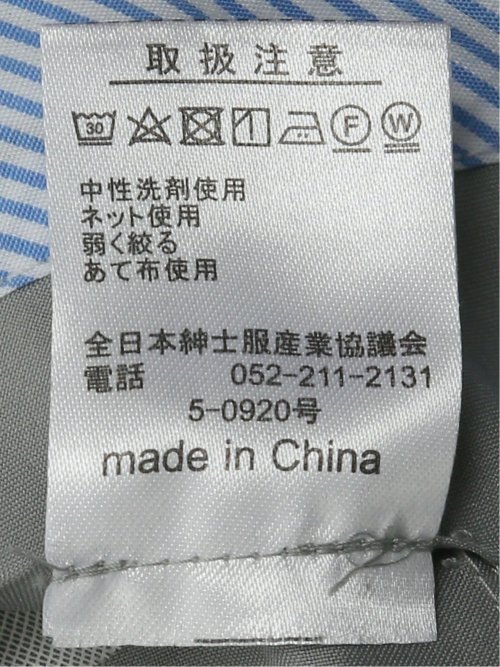 取扱注意
30 F W
中性洗剤使用
ネット使用
弱く絞る
あて布使用
全日本紳士服産業協議会
電話 052-211-2131
5-0920号
made in China